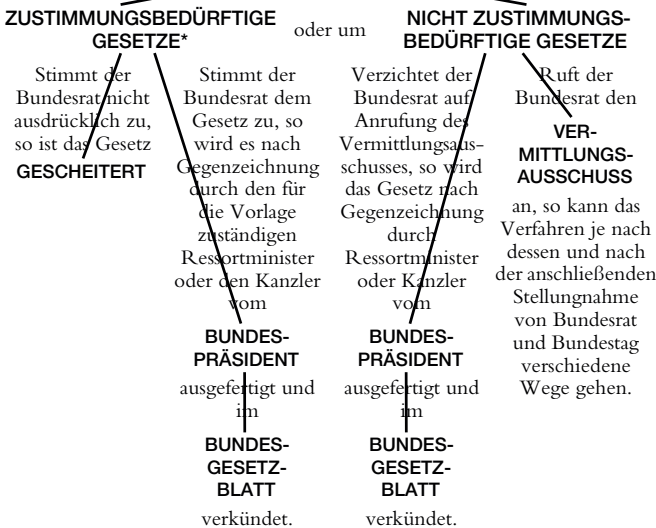 ZUSTIMMUNGSBEDÜRFTIGE
GESETZE*
oder um
NICHT ZUSTIMMUNGS-
BEDÜRFTIGE GESETZE
Stimmt der
Bundesrat nicht
ausdrücklich zu,
so ist das Gesetz
GESCHEITERT
Stimmt der
Bundesrat dem
Gesetz zu, so
wird es nach
Gegenzeichnung
durch den für
die Vorlage
zuständigen
Ressortminister
oder den Kanzler
vom
BUNDES-
PRÄSIDENT
ausgefertigt und
im
BUNDES-
GESETZ-
BLATT
verkündet.
Verzichtet der
Bundesrat auf
Anrufung des
Vermittlungsaus-
schusses, so wird
das Gesetz nach
Gegenzeichnung
durch
Ressortminister
oder Kanzler
vom
BUNDES-
PRÄSIDENT
ausgefertigt und
im
BUNDES-
GESETZ-
BLATT
verkündet.
Ruft der
Bundesrat den
VER-
MITTLUNGS-
AUSSCHUSS
an, so kann das
Verfahren je nach
dessen und nach
der anschließenden
Stellungnahme
von Bundesrat
und Bundestag
verschiedene
Wege gehen.